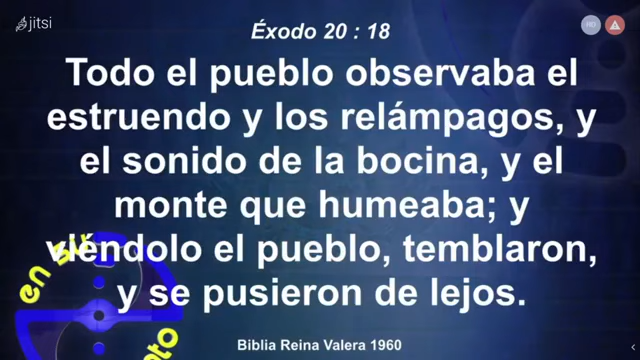 jitsi
Éxodo 20 : 18
Todo el pueblo observaba el
estruendo y los relámpagos, y
el sonido de la bocina, y el
monte que humeaba; y
viéndolo el pueblo, temblaron,
y se pusieron de lejos.
en
Biblia Reina Valera 1960